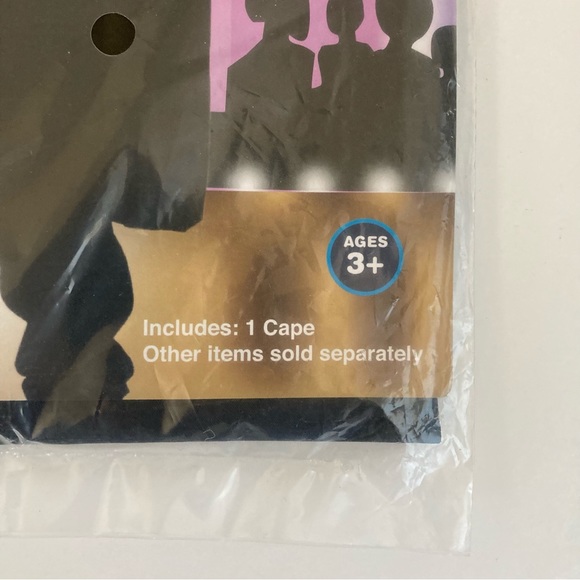 AGES
3+
Includes: 1 Cape
Other items sold separately